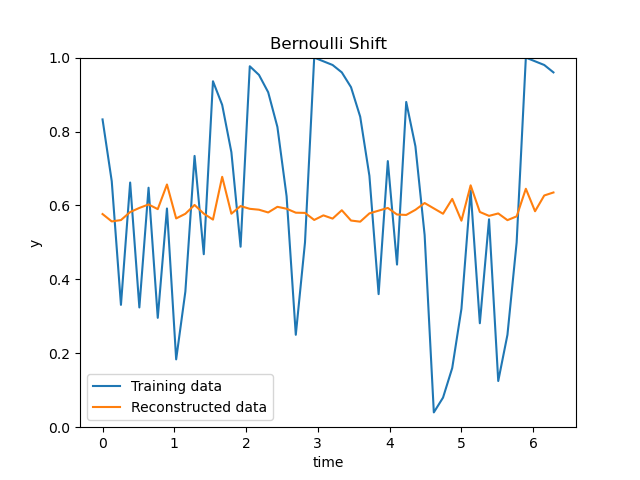 Bernoulli Shift
1.0
0.8
0.6
0.4
0.2
0.0
y
Training data
Reconstructed data
0 1 2 3 4 5 6
time